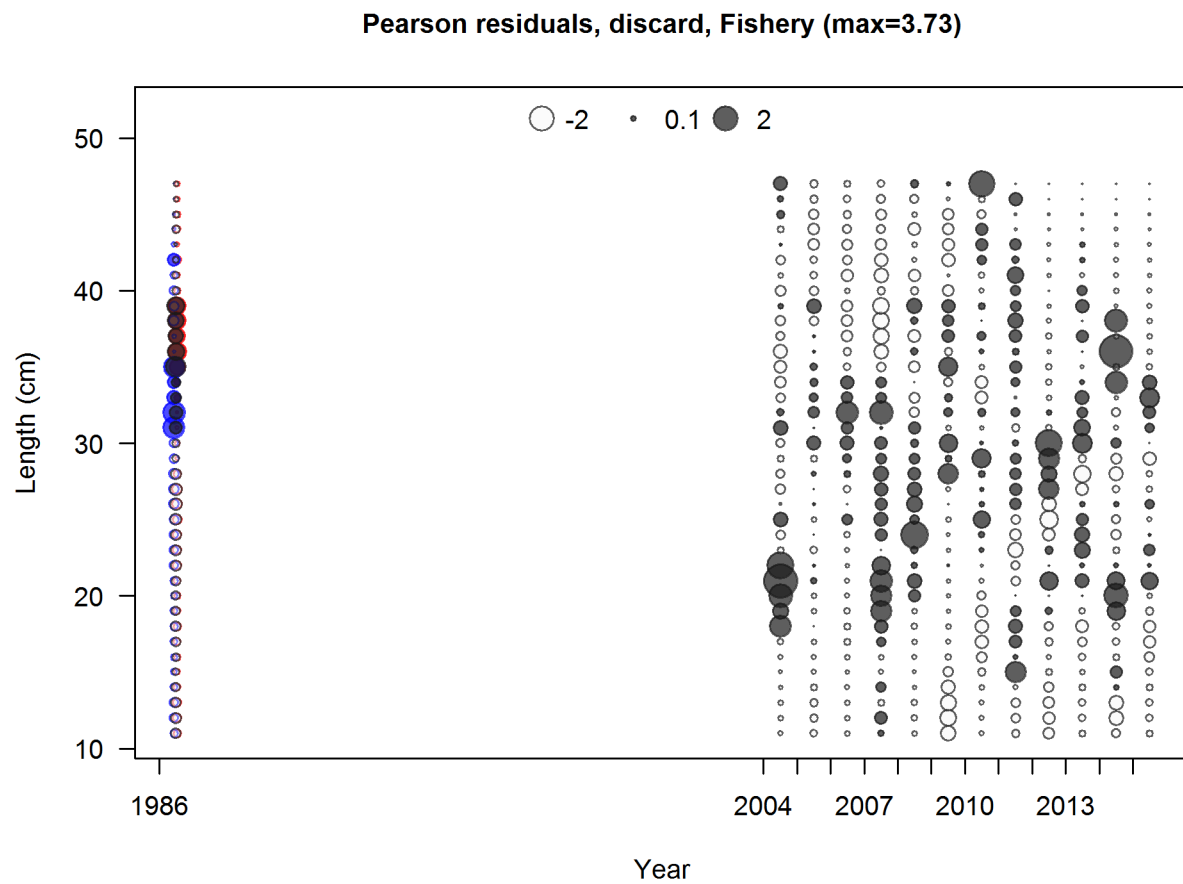 Pearson residuals, discard, Fishery (max=3.73)
-2 0.1 2
50
40
30
20
10
Length (cm)
1986 2004 2007 2010 2013
Year